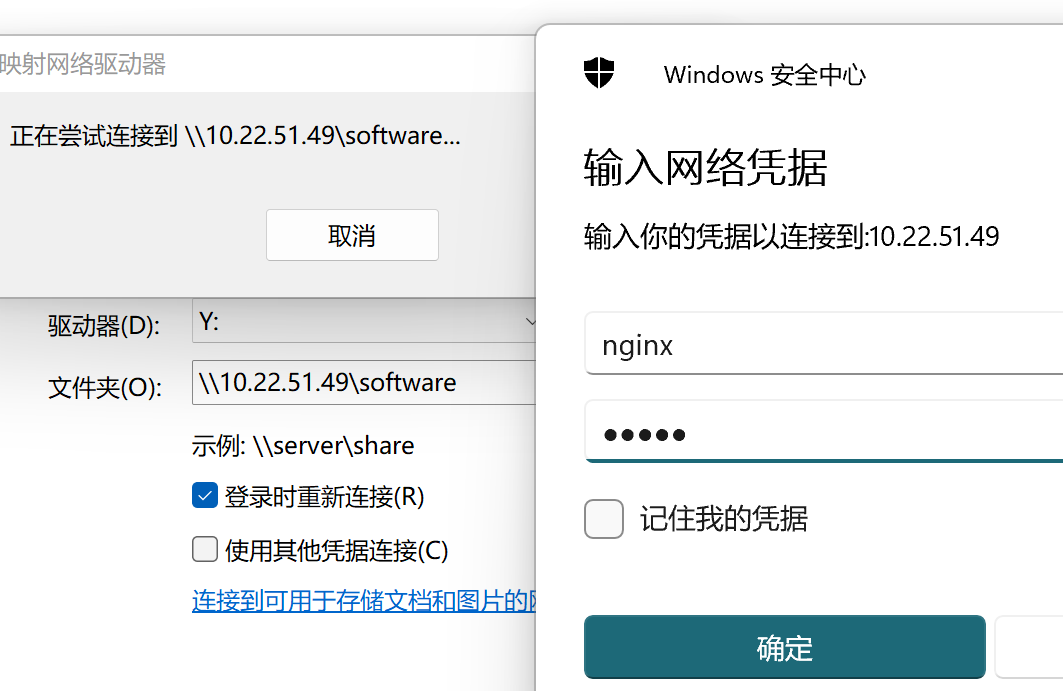 映射网络驱动器
正在尝试连接到 \\10.22.51.49\software...
取消
驱动器(D):
Y:
文件夹(O):
\\10.22.51.49\software
示例: \\server\share
登录时重新连接(R)
使用其他凭据连接(C)
连接到可用于存储文档和图片的
Windows 安全中心
输入网络凭据
输入你的凭据以连接到:10.22.51.49
nginx
●●●●●
记住我的凭据
确定